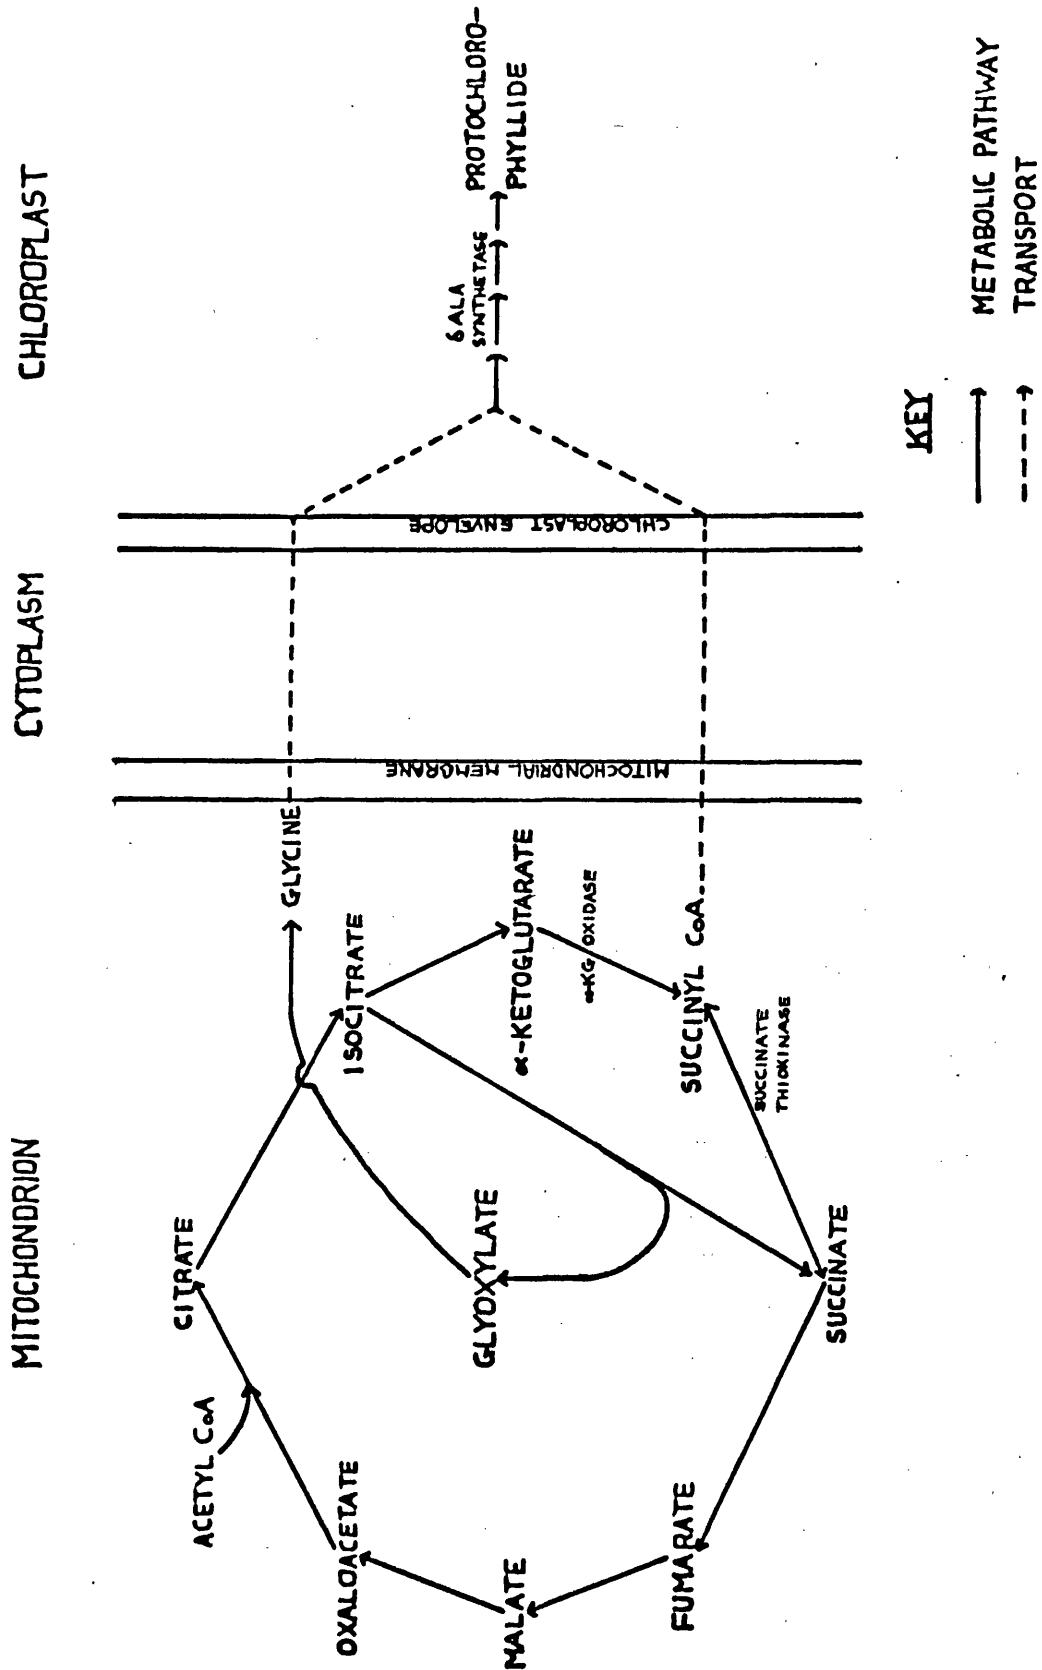 MITOCHONDRION
CYTOPLASM
CHLOROPLAST
CITRATE
ACETYL CoA
OXALOACETATE
MALATE
FUMARATE
SUCCINATE
GLYOXYLATE
ISOCITRATE
GLYCINE
α-KETOGLUTARATE
α-KG OXIDASE
SUCCINYL CoA
SUCCINATE
THIOKINASE
MITOCHONDRIAL MEMBRANE
CHLOROPLAST ENVELOPE
δALA
SYNTHETASE
PROTOCHLORO-
PHYLLIDE
KEY
METABOLIC PATHWAY
TRANSPORT